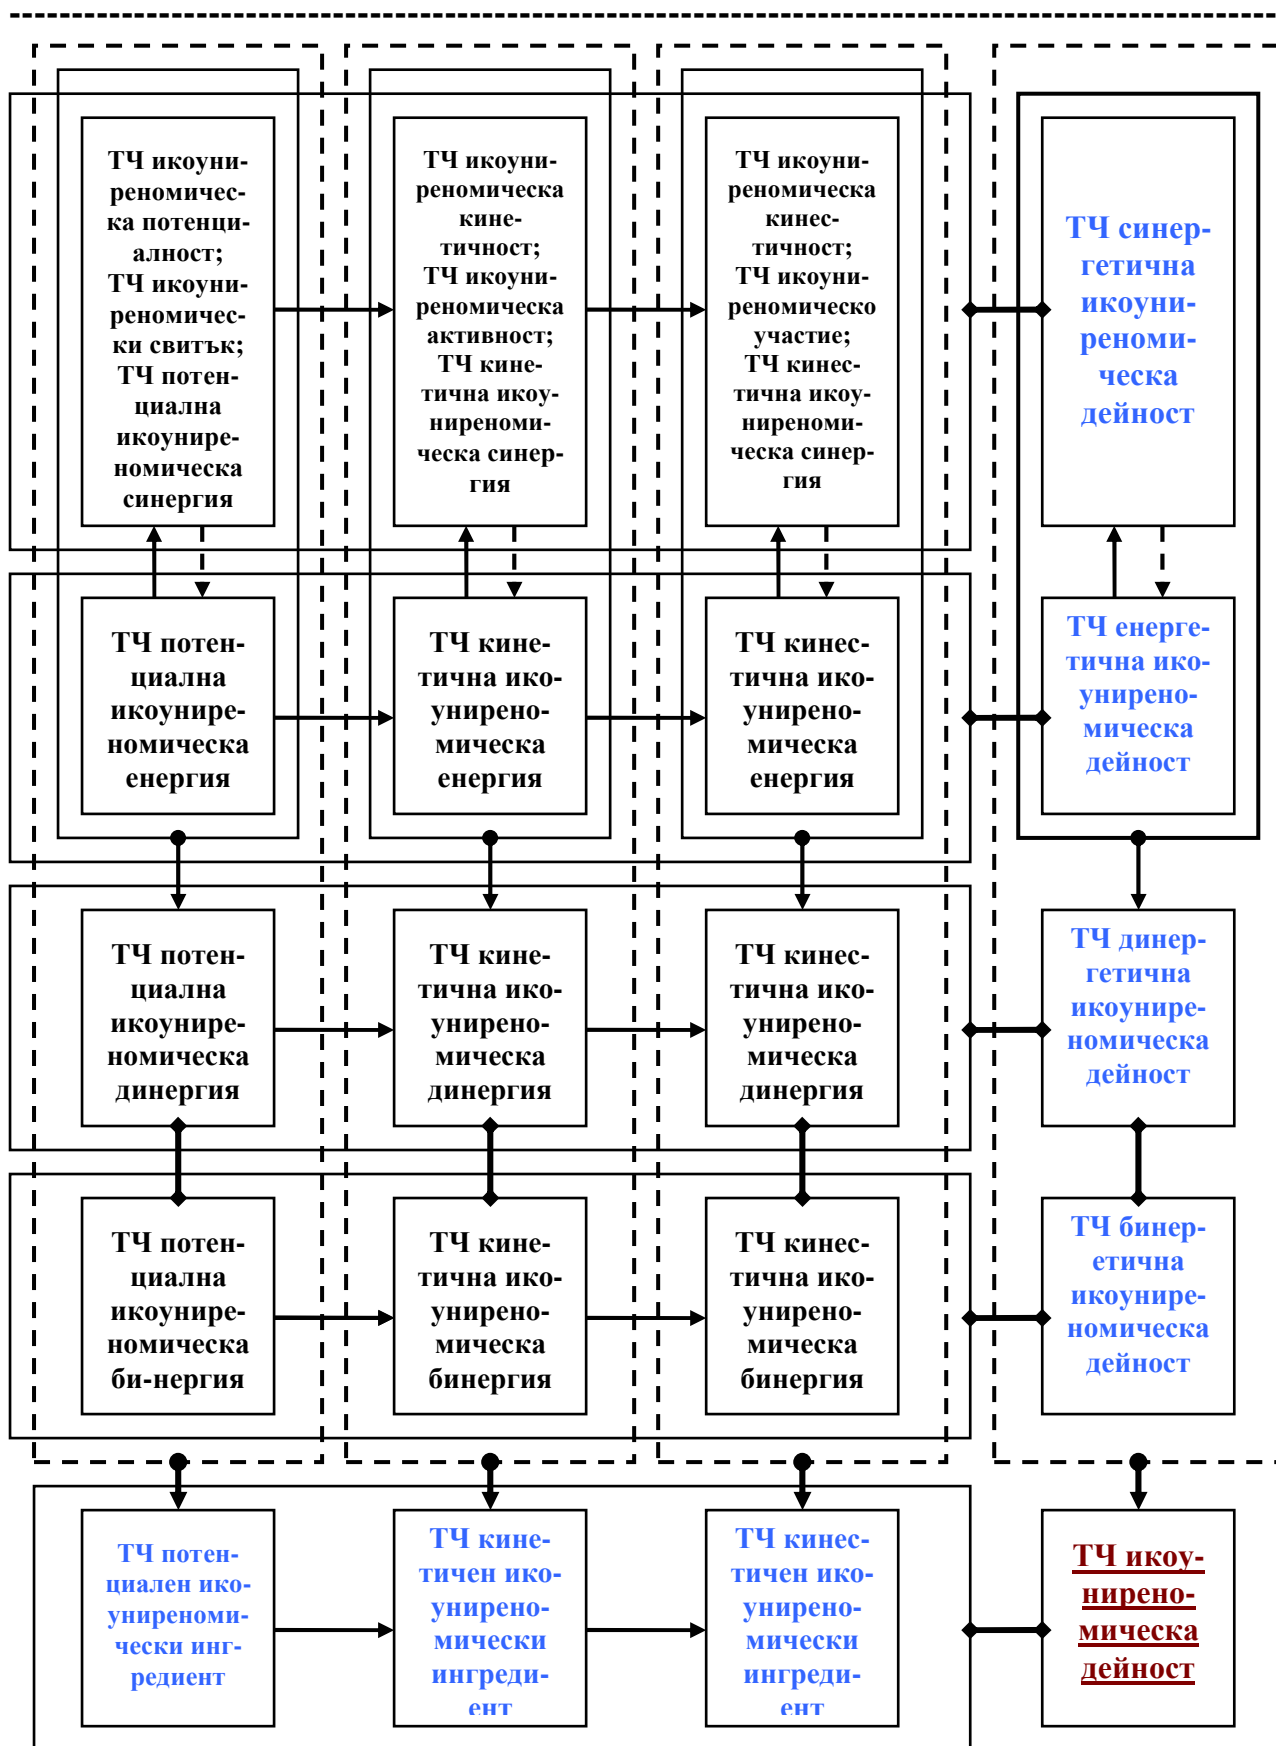 ТЧ икоуни-
реномичес-
ка потенци-
алност;
ТЧ икоуни-
реномичес-
ки свитък;
ТЧ потен-
циална
икоунире-
номическа
синергия
ТЧ икоуни-
реномическа
кине-
тичност;
ТЧ икоуни-
реномическа
активност;
ТЧ кине-
тична икоу-
ниреноми-
ческа синер-
гия
ТЧ икоуни-
реномическа
кинес-
тичност;
ТЧ икоуни-
реномическо
участие;
ТЧ кинес-
тична икоу-
ниреноми-
ческа синер-
гия
ТЧ синер-
гетична
икоуни-
реноми-
ческа
дейност
ТЧ потен-
циална
икоунире-
номическа
енергия
ТЧ кине-
тична ико-
униренo-
мическа
енергия
ТЧ кинес-
тична ико-
унирено-
мическа
енергия
ТЧ енерге-
тична ико-
унирено-
мическа
дейност
ТЧ потен-
циална
икоунире-
номическа
динергия
ТЧ кине-
тична ико-
унирено-
мическа
динергия
ТЧ кинес-
тична ико-
унирено-
мическа
динергия
ТЧ динер-
гетична
икоунире-
номическа
дейност
ТЧ потен-
циална
икоунире-
номическа
би-нергия
ТЧ кине-
тична ико-
унирено-
мическа
бинергия
ТЧ кинес-
тична ико-
унирено-
мическа
бинергия
ТЧ бинер-
етична
икоунире-
номическа
дейност
ТЧ потен-
циален ико-
униреноми-
чески инг-
редиент
ТЧ кине-
тичен ико-
унирено-
мически
ингреди-
ент
ТЧ кинес-
тичен ико-
унирено-
мически
ингреди-
ент
ТЧ икоу-
нирено-
мическа
дейност